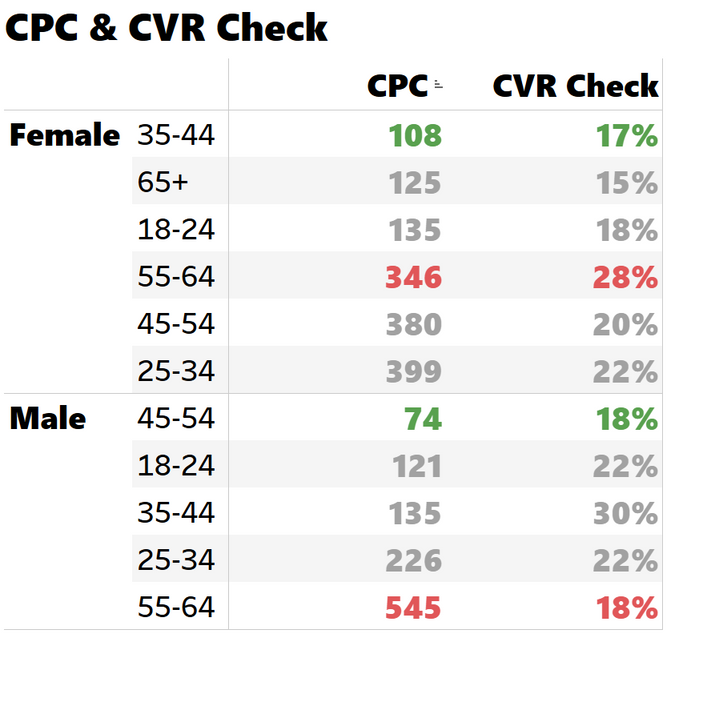 CPC & CVR Check
CPC CVR Check
Female 35-44 108 17%
65+ 125 15%
18-24 135 18%
55-64 346 28%
45-54 380 20%
25-34 399 22%
Male 45-54 74 18%
18-24 121 22%
35-44 135 30%
25-34 226 22%
55-64 545 18%